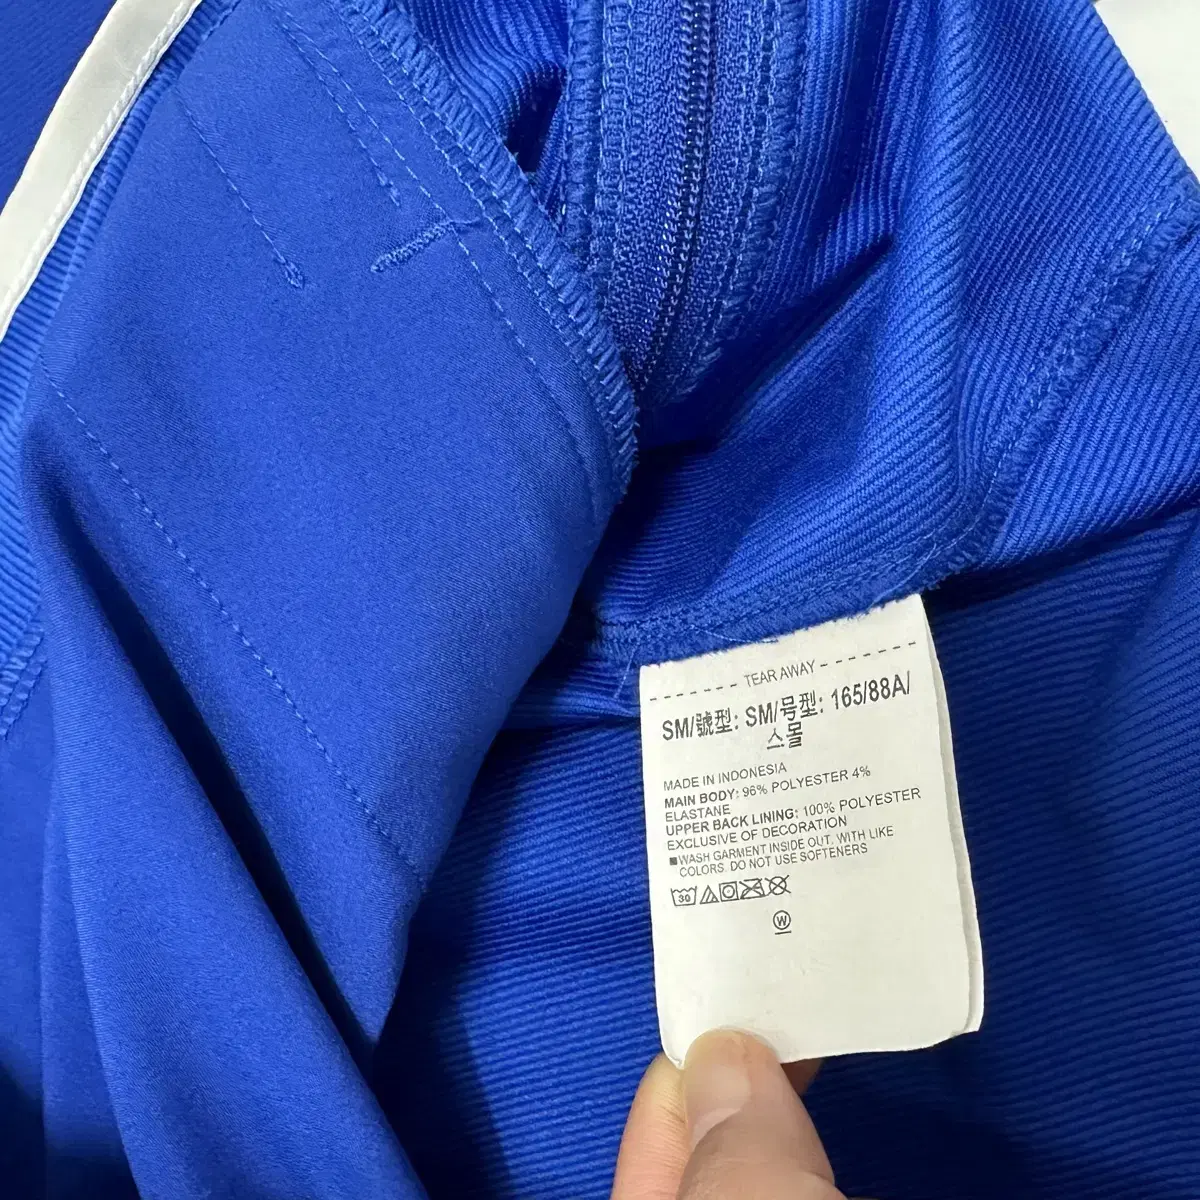 TEAR AWAY
SM/號型: SM/号型: 165/88A/
스몰
MADE IN INDONESIA
MAIN BODY: 96% POLYESTER 4%
ELASTANE
UPPER BACK LINING: 100% POLYESTER
EXCLUSIVE OF DECORATION
WASH GARMENT INSIDE OUT, WITH LIKE
COLORS. DO NOT USE SOFTENERS
30
W